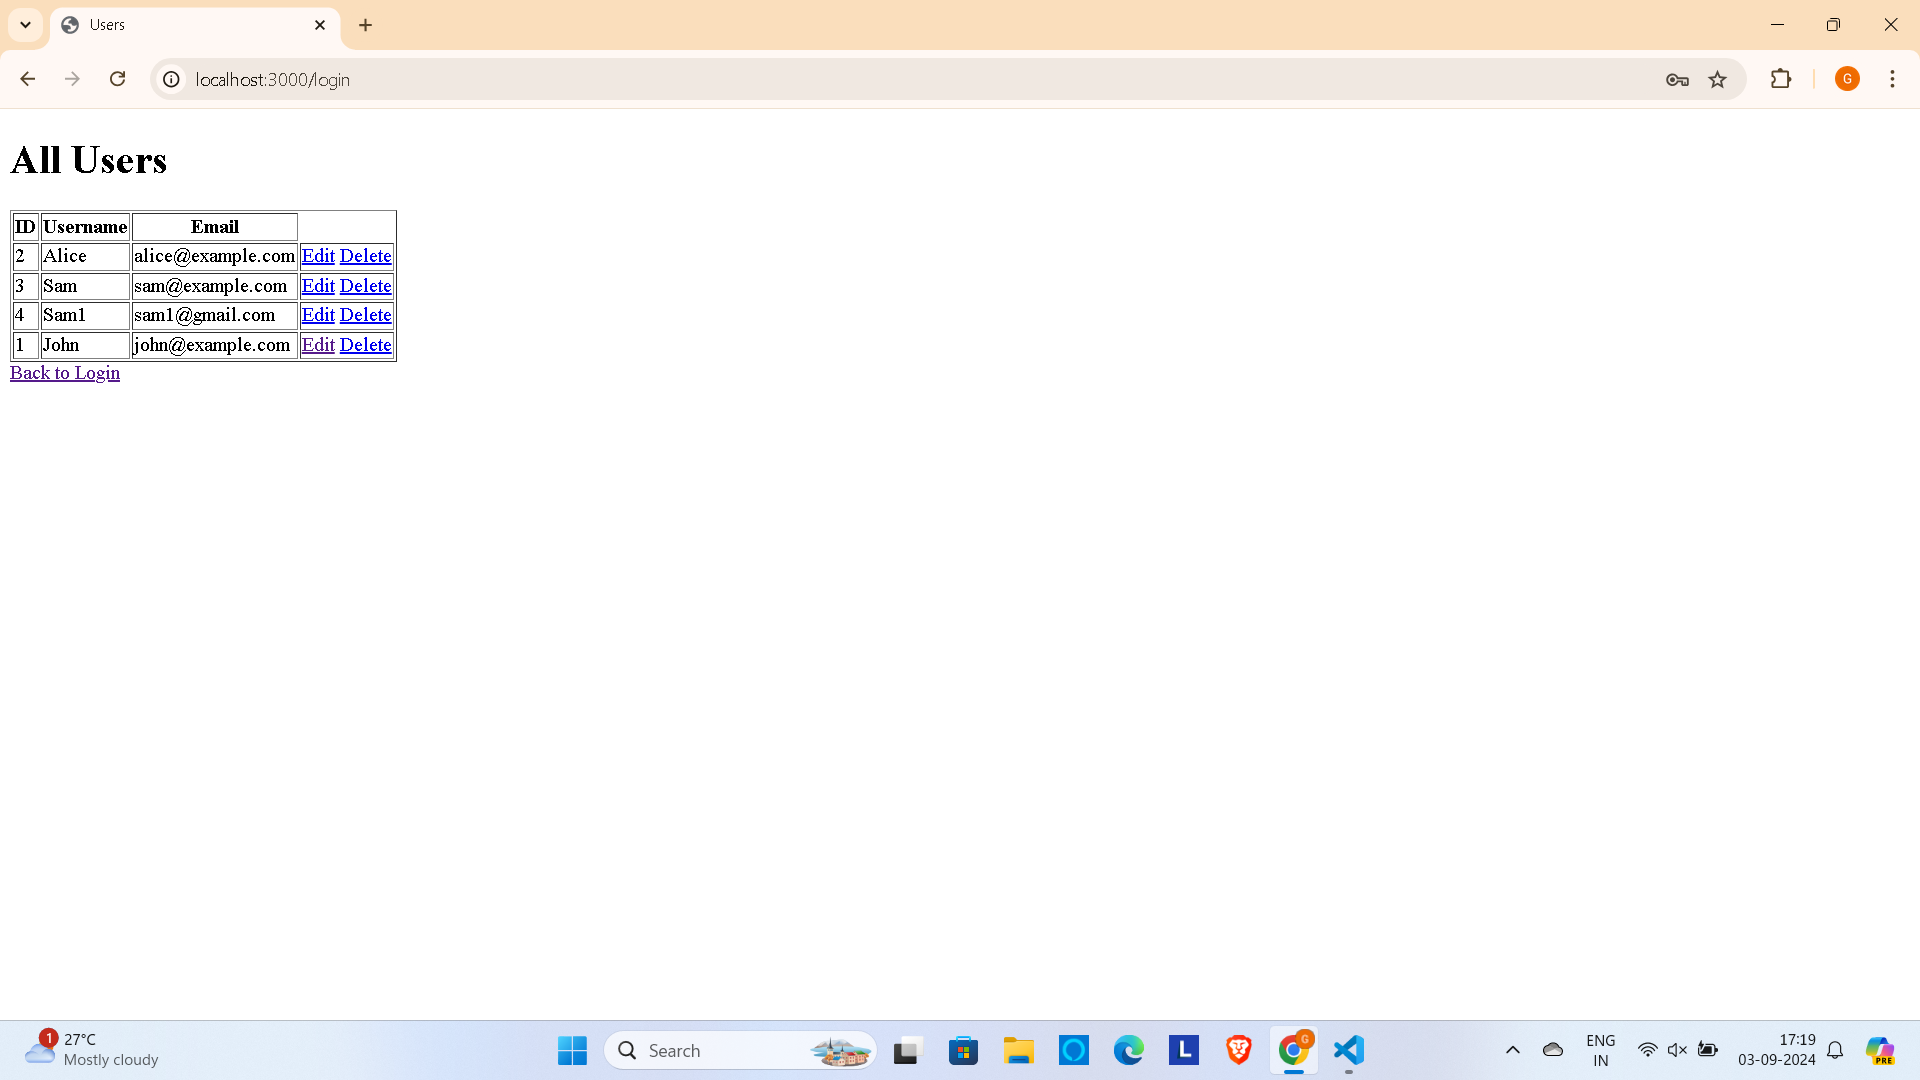 Users
localhost:3000/login
G
All Users
ID Username Email
2 Alice alice@example.com Edit Delete
3 Sam sam@example.com Edit Delete
4 Sam1 sam1@gmail.com Edit Delete
1 John john@example.com Edit Delete
Back to Login
1
27°C
Mostly cloudy
Search
L
G
ENG
IN
17:19
03-09-2024
PRE